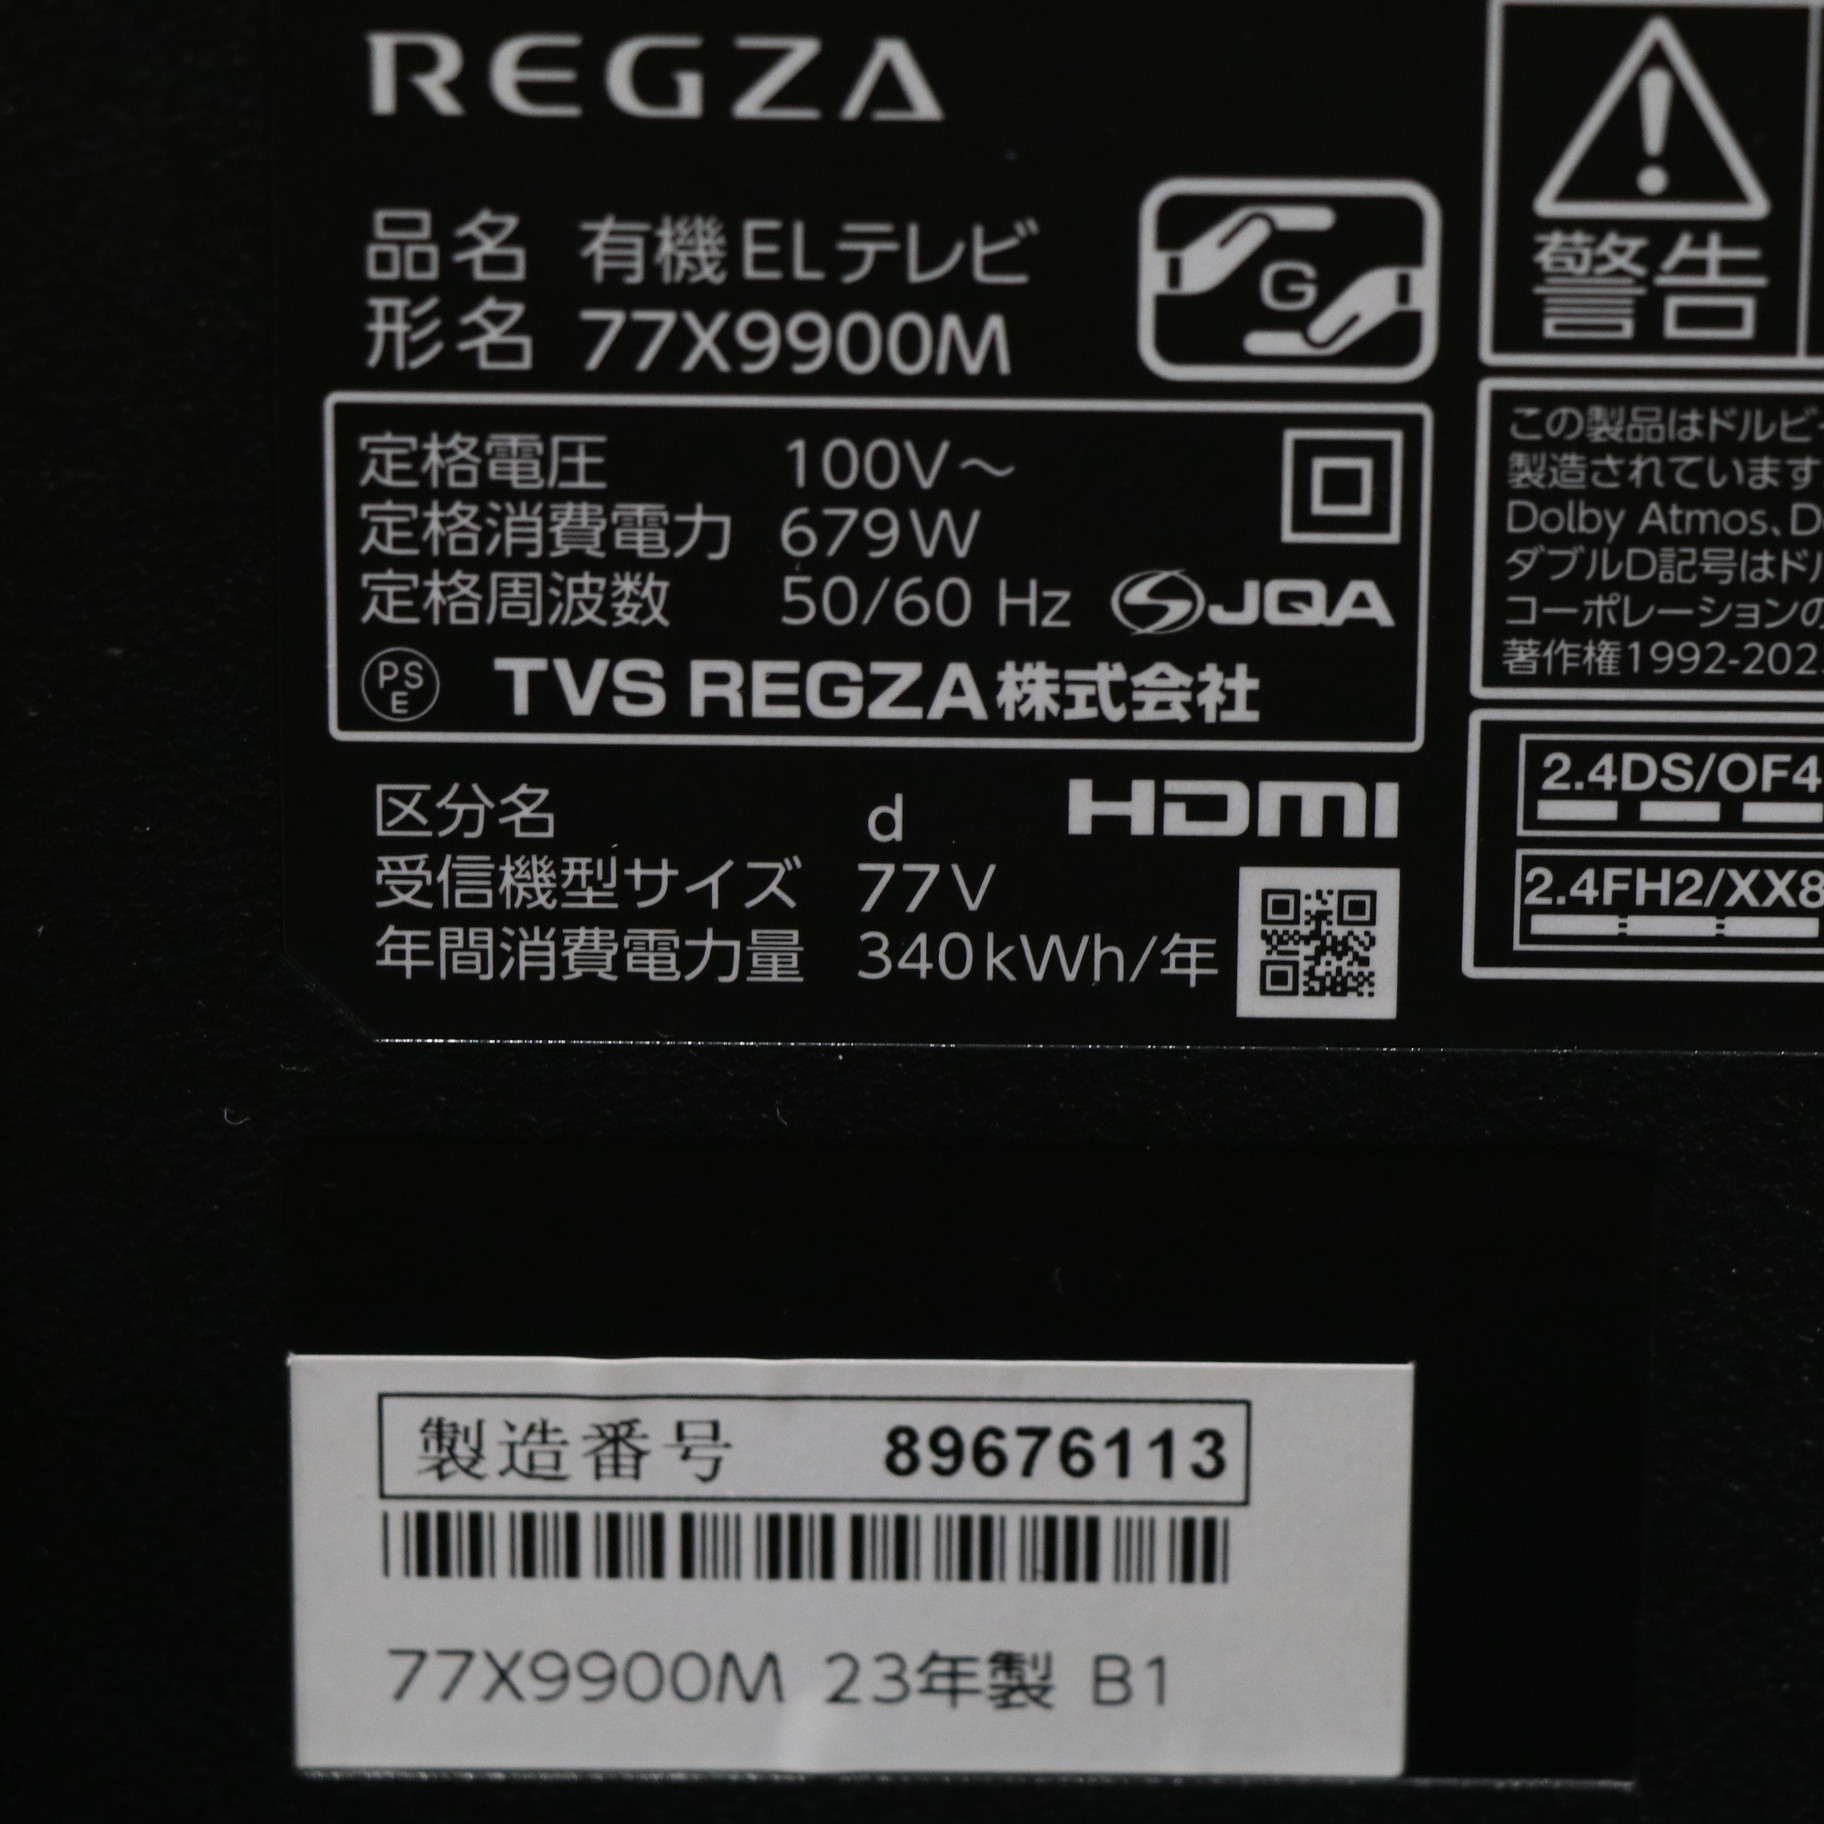 REGZA
品名 有機ELテレビ
形名 77X9900M
G
警告
定格電圧 100V～
定格消費電力 679W
定格周波数 50/60 Hz JQA
PSE TVS REGZA株式会社
区分名 d HDMI
受信機型サイズ 77V
年間消費電力量 340kWh/年
この製品はドルビー
製造されています
Dolby Atmos、D
ダブルD記号はド
コーポレーションの
著作権1992-202
2.4DS/OF4
2.4FH2/XX8
製造番号 89676113
77X9900M 23年製 B1